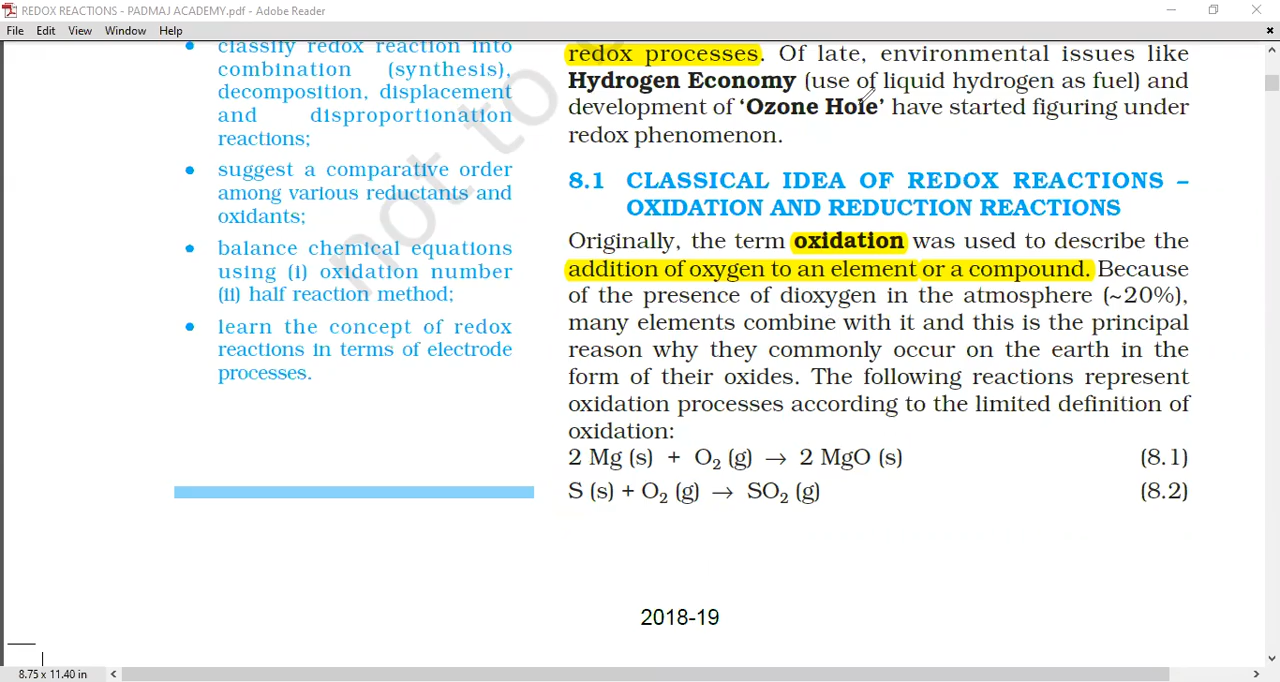 REDOX REACTIONS - PADMAJ ACADEMY.pdf - Adobe Reader
File Edit View Window Help
• classify redox reaction into
combination (synthesis),
decomposition, displacement
and disproportionation
reactions;
• suggest a comparative order
among various reductants and
oxidants;
• balance chemical equations
using (i) oxidation number
(ii) half reaction method;
• learn the concept of redox
reactions in terms of electrode
processes.
redox processes. Of late, environmental issues like
Hydrogen Economy (use of liquid hydrogen as fuel) and
development of ‘Ozone Hole’ have started figuring under
redox phenomenon.
8.1 CLASSICAL IDEA OF REDOX REACTIONS –
OXIDATION AND REDUCTION REACTIONS
Originally, the term oxidation was used to describe the
addition of oxygen to an element or a compound. Because
of the presence of dioxygen in the atmosphere (~20%),
many elements combine with it and this is the principal
reason why they commonly occur on the earth in the
form of their oxides. The following reactions represent
oxidation processes according to the limited definition of
oxidation:
2 Mg (s) + O₂ (g) → 2 MgO (s) (8.1)
S (s) + O₂ (g) → SO₂ (g) (8.2)
not to
2018-19
8.75 x 11.40 in